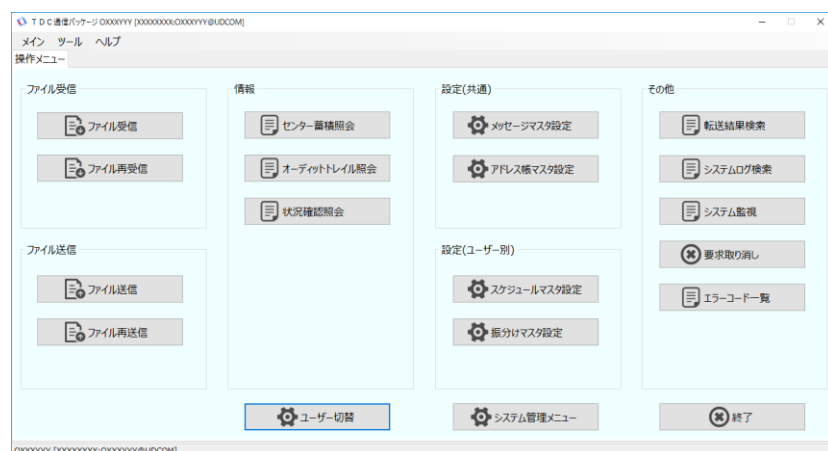 TDC通信パッケージ OXXXYYY [XXXXXXXX:OXXXYYY@UDCOM]
メイン ツール ヘルプ
操作メニュー
ファイル受信
ファイル受信
ファイル再受信
ファイル送信
ファイル送信
ファイル再送信
情報
センター蓄積照会
オーディットトレイル照会
状況確認照会
設定(共通)
メッセージマスタ設定
アドレス帳マスタ設定
設定(ユーザー別)
スケジュールマスタ設定
振分けマスタ設定
その他
転送結果検索
システムログ検索
システム監視
要求取り消し
エラーコード一覧
ユーザー切替
システム管理メニュー
終了
OXXXYYY [XXXXXXXX:OXXXYYY@UDCOM]